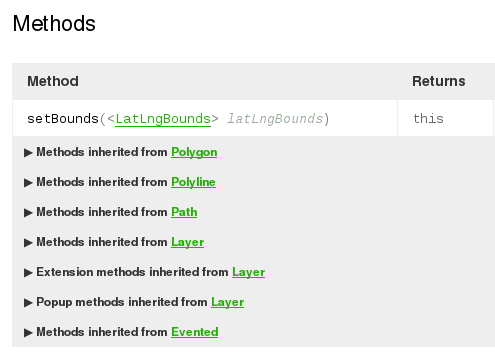 Methods
Method Returns
setBounds(<LatLngBounds> latLngBounds) this
▶ Methods inherited from Polygon
▶ Methods inherited from Polyline
▶ Methods inherited from Path
▶ Methods inherited from Layer
▶ Extension methods inherited from Layer
▶ Popup methods inherited from Layer
▶ Methods inherited from Evented